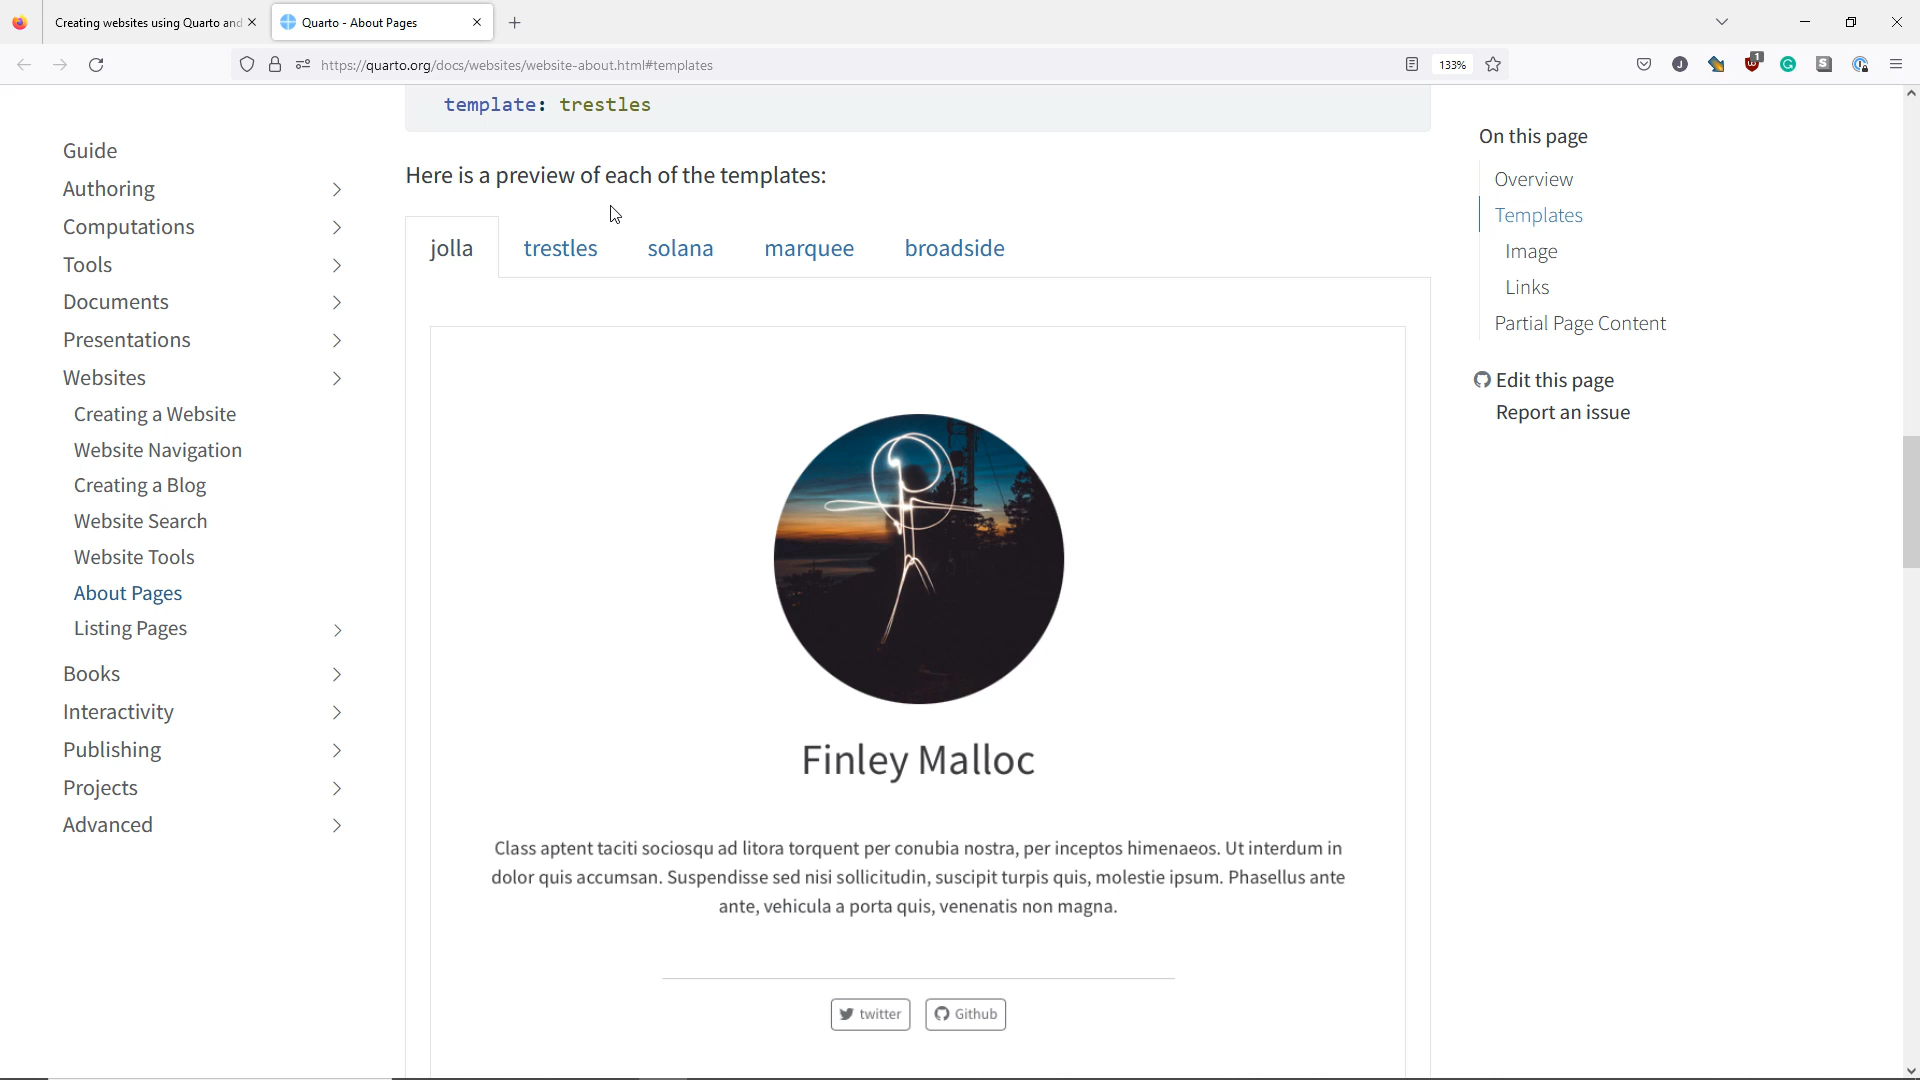 Creating websites using Quarto and
Quarto - About Pages
https://quarto.org/docs/websites/website-about.html#templates
133%
J
1
S
template: trestles
Guide
Authoring
Computations
Tools
Documents
Presentations
Websites
Creating a Website
Website Navigation
Creating a Blog
Website Search
Website Tools
About Pages
Listing Pages
Books
Interactivity
Publishing
Projects
Advanced
Here is a preview of each of the templates:
jolla trestles solana marquee broadside
Finley Malloc
Class aptent taciti sociosqu ad litora torquent per conubia nostra, per inceptos himenaeos. Ut interdum in
dolor quis accumsan. Suspendisse sed nisi sollicitudin, suscipit turpis quis, molestie ipsum. Phasellus ante
ante, vehicula a porta quis, venenatis non magna.
twitter Github
On this page
Overview
Templates
Image
Links
Partial Page Content
Edit this page
Report an issue